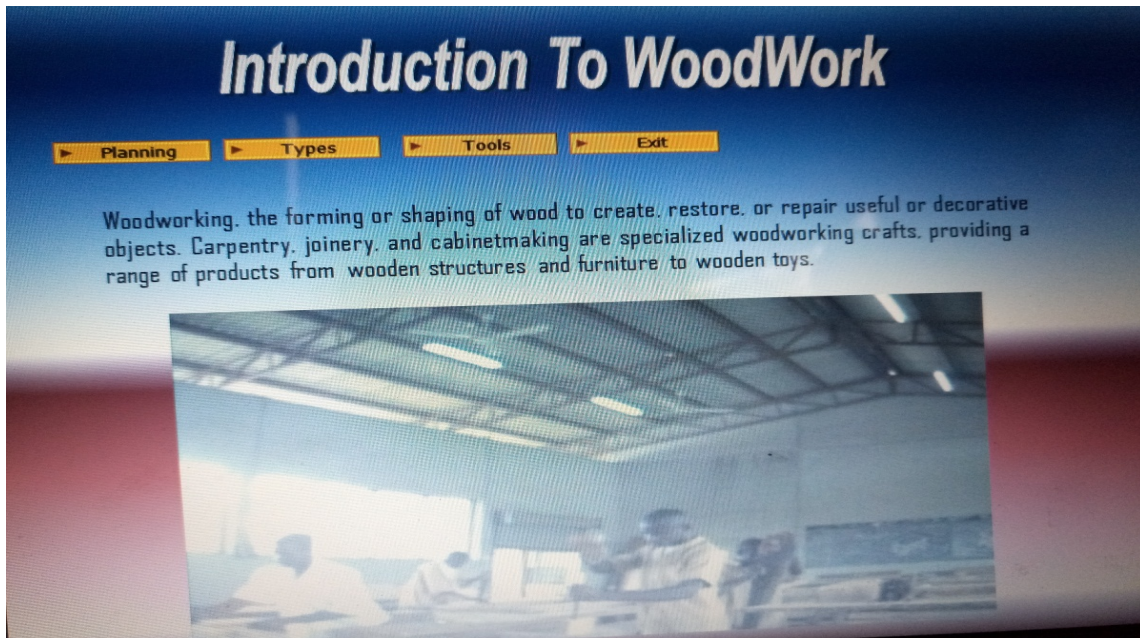 Introduction To WoodWork
Planning
Types
Tools
Exit
Woodworking, the forming or shaping of wood to create, restore, or repair useful or decorative
objects. Carpentry, joinery, and cabinetmaking are specialized woodworking crafts, providing a
range of products from wooden structures and furniture to wooden toys.